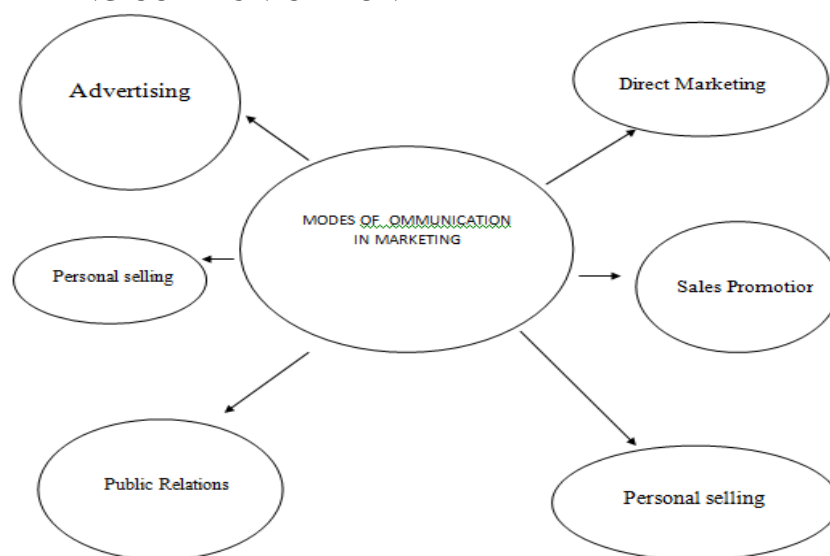 Advertising
Direct Marketing
MODES OF OMMUNICATION
IN MARKETING
Personal selling
Sales Promotior
Public Relations
Personal selling